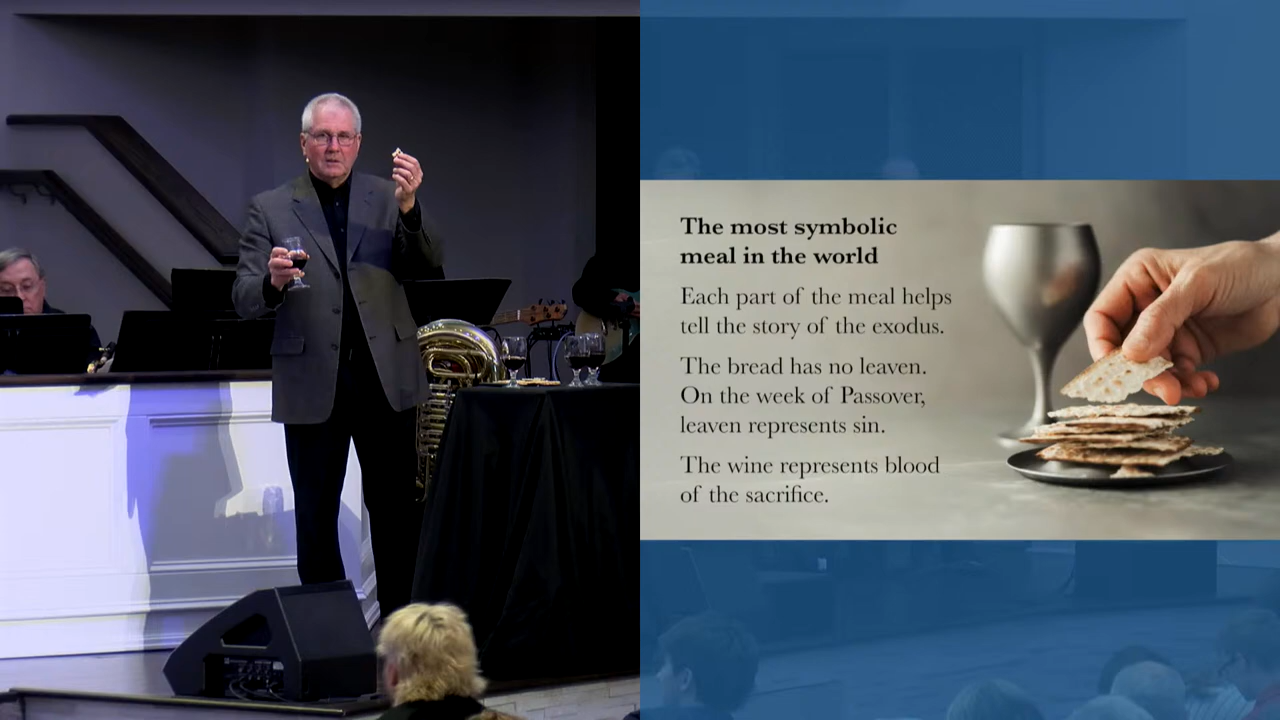 The most symbolic
meal in the world
Each part of the meal helps
tell the story of the exodus.
The bread has no leaven.
On the week of Passover,
leaven represents sin.
The wine represents blood
of the sacrifice.